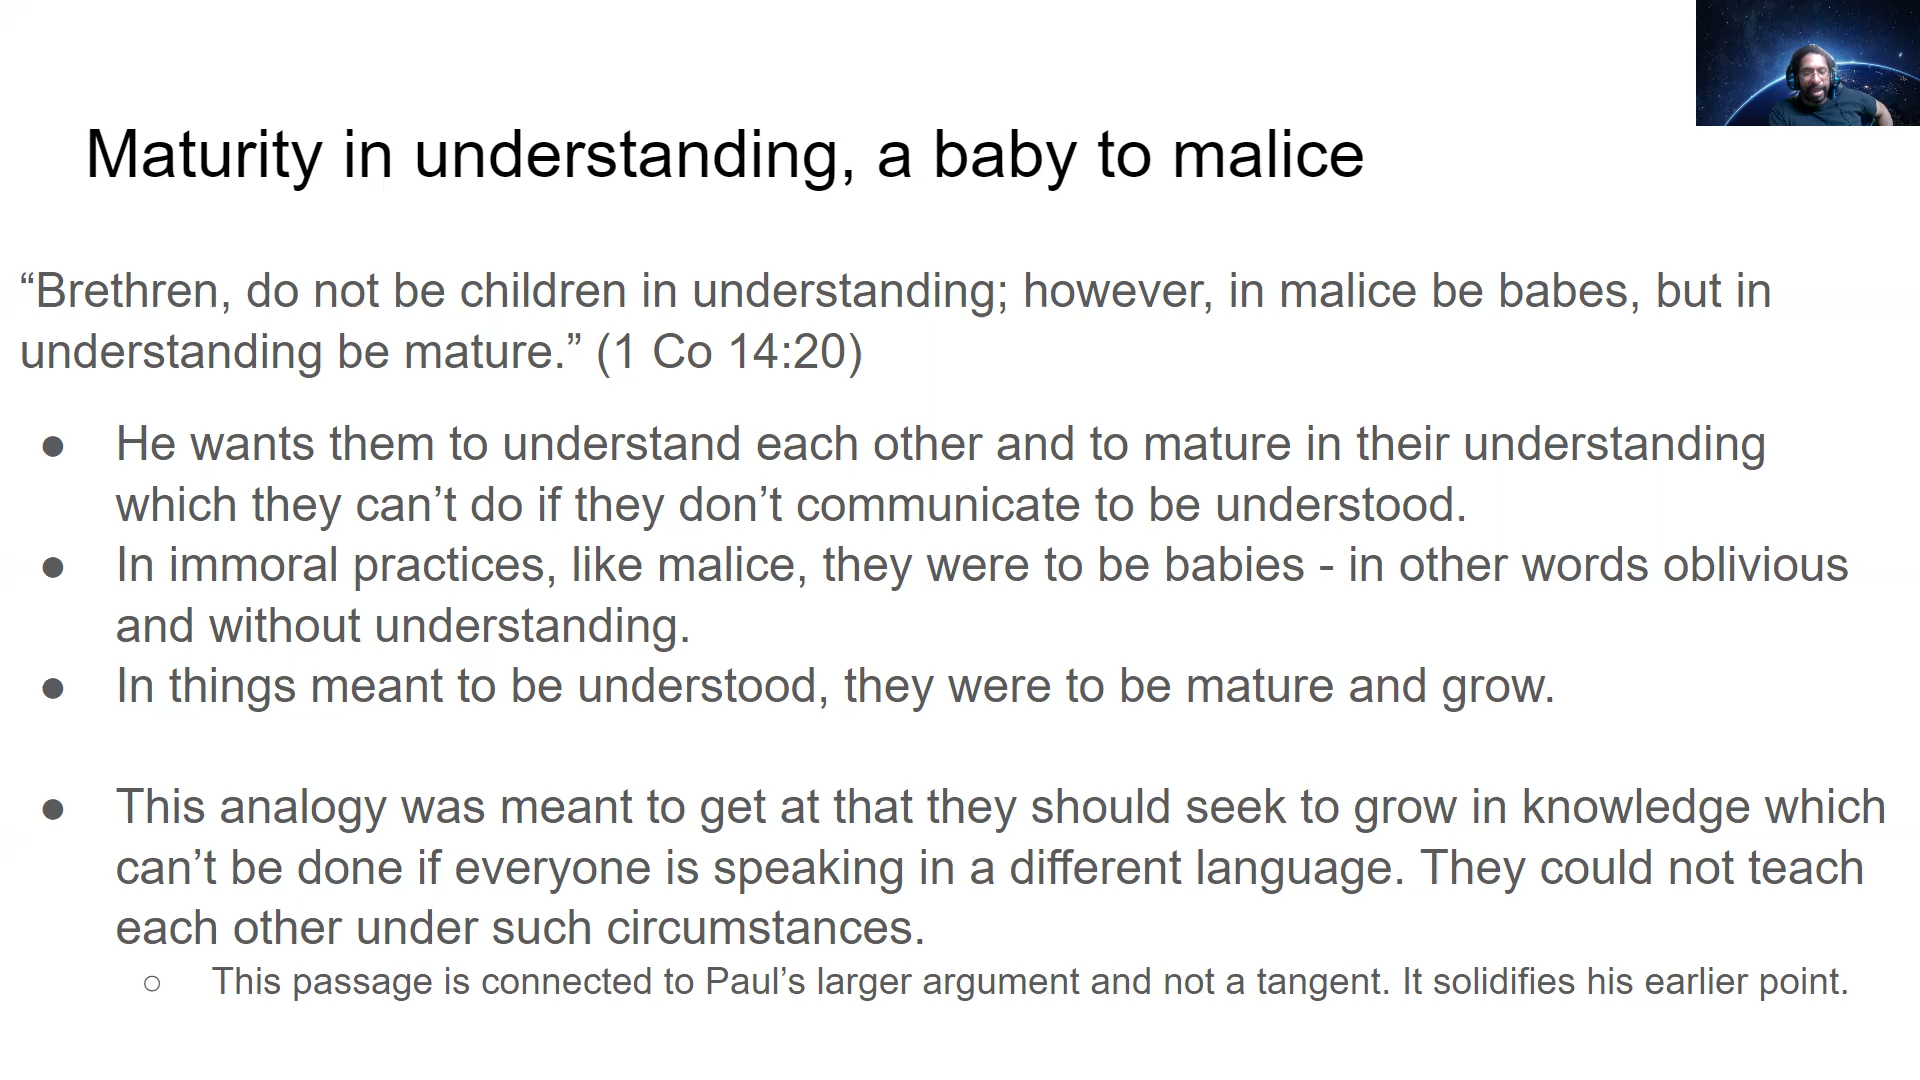 Maturity in understanding, a baby to malice
“Brethren, do not be children in understanding; however, in malice be babes, but in
understanding be mature.” (1 Co 14:20)
● He wants them to understand each other and to mature in their understanding
which they can’t do if they don’t communicate to be understood.
● In immoral practices, like malice, they were to be babies - in other words oblivious
and without understanding.
● In things meant to be understood, they were to be mature and grow.
● This analogy was meant to get at that they should seek to grow in knowledge which
can’t be done if everyone is speaking in a different language. They could not teach
each other under such circumstances.
○ This passage is connected to Paul’s larger argument and not a tangent. It solidifies his earlier point.